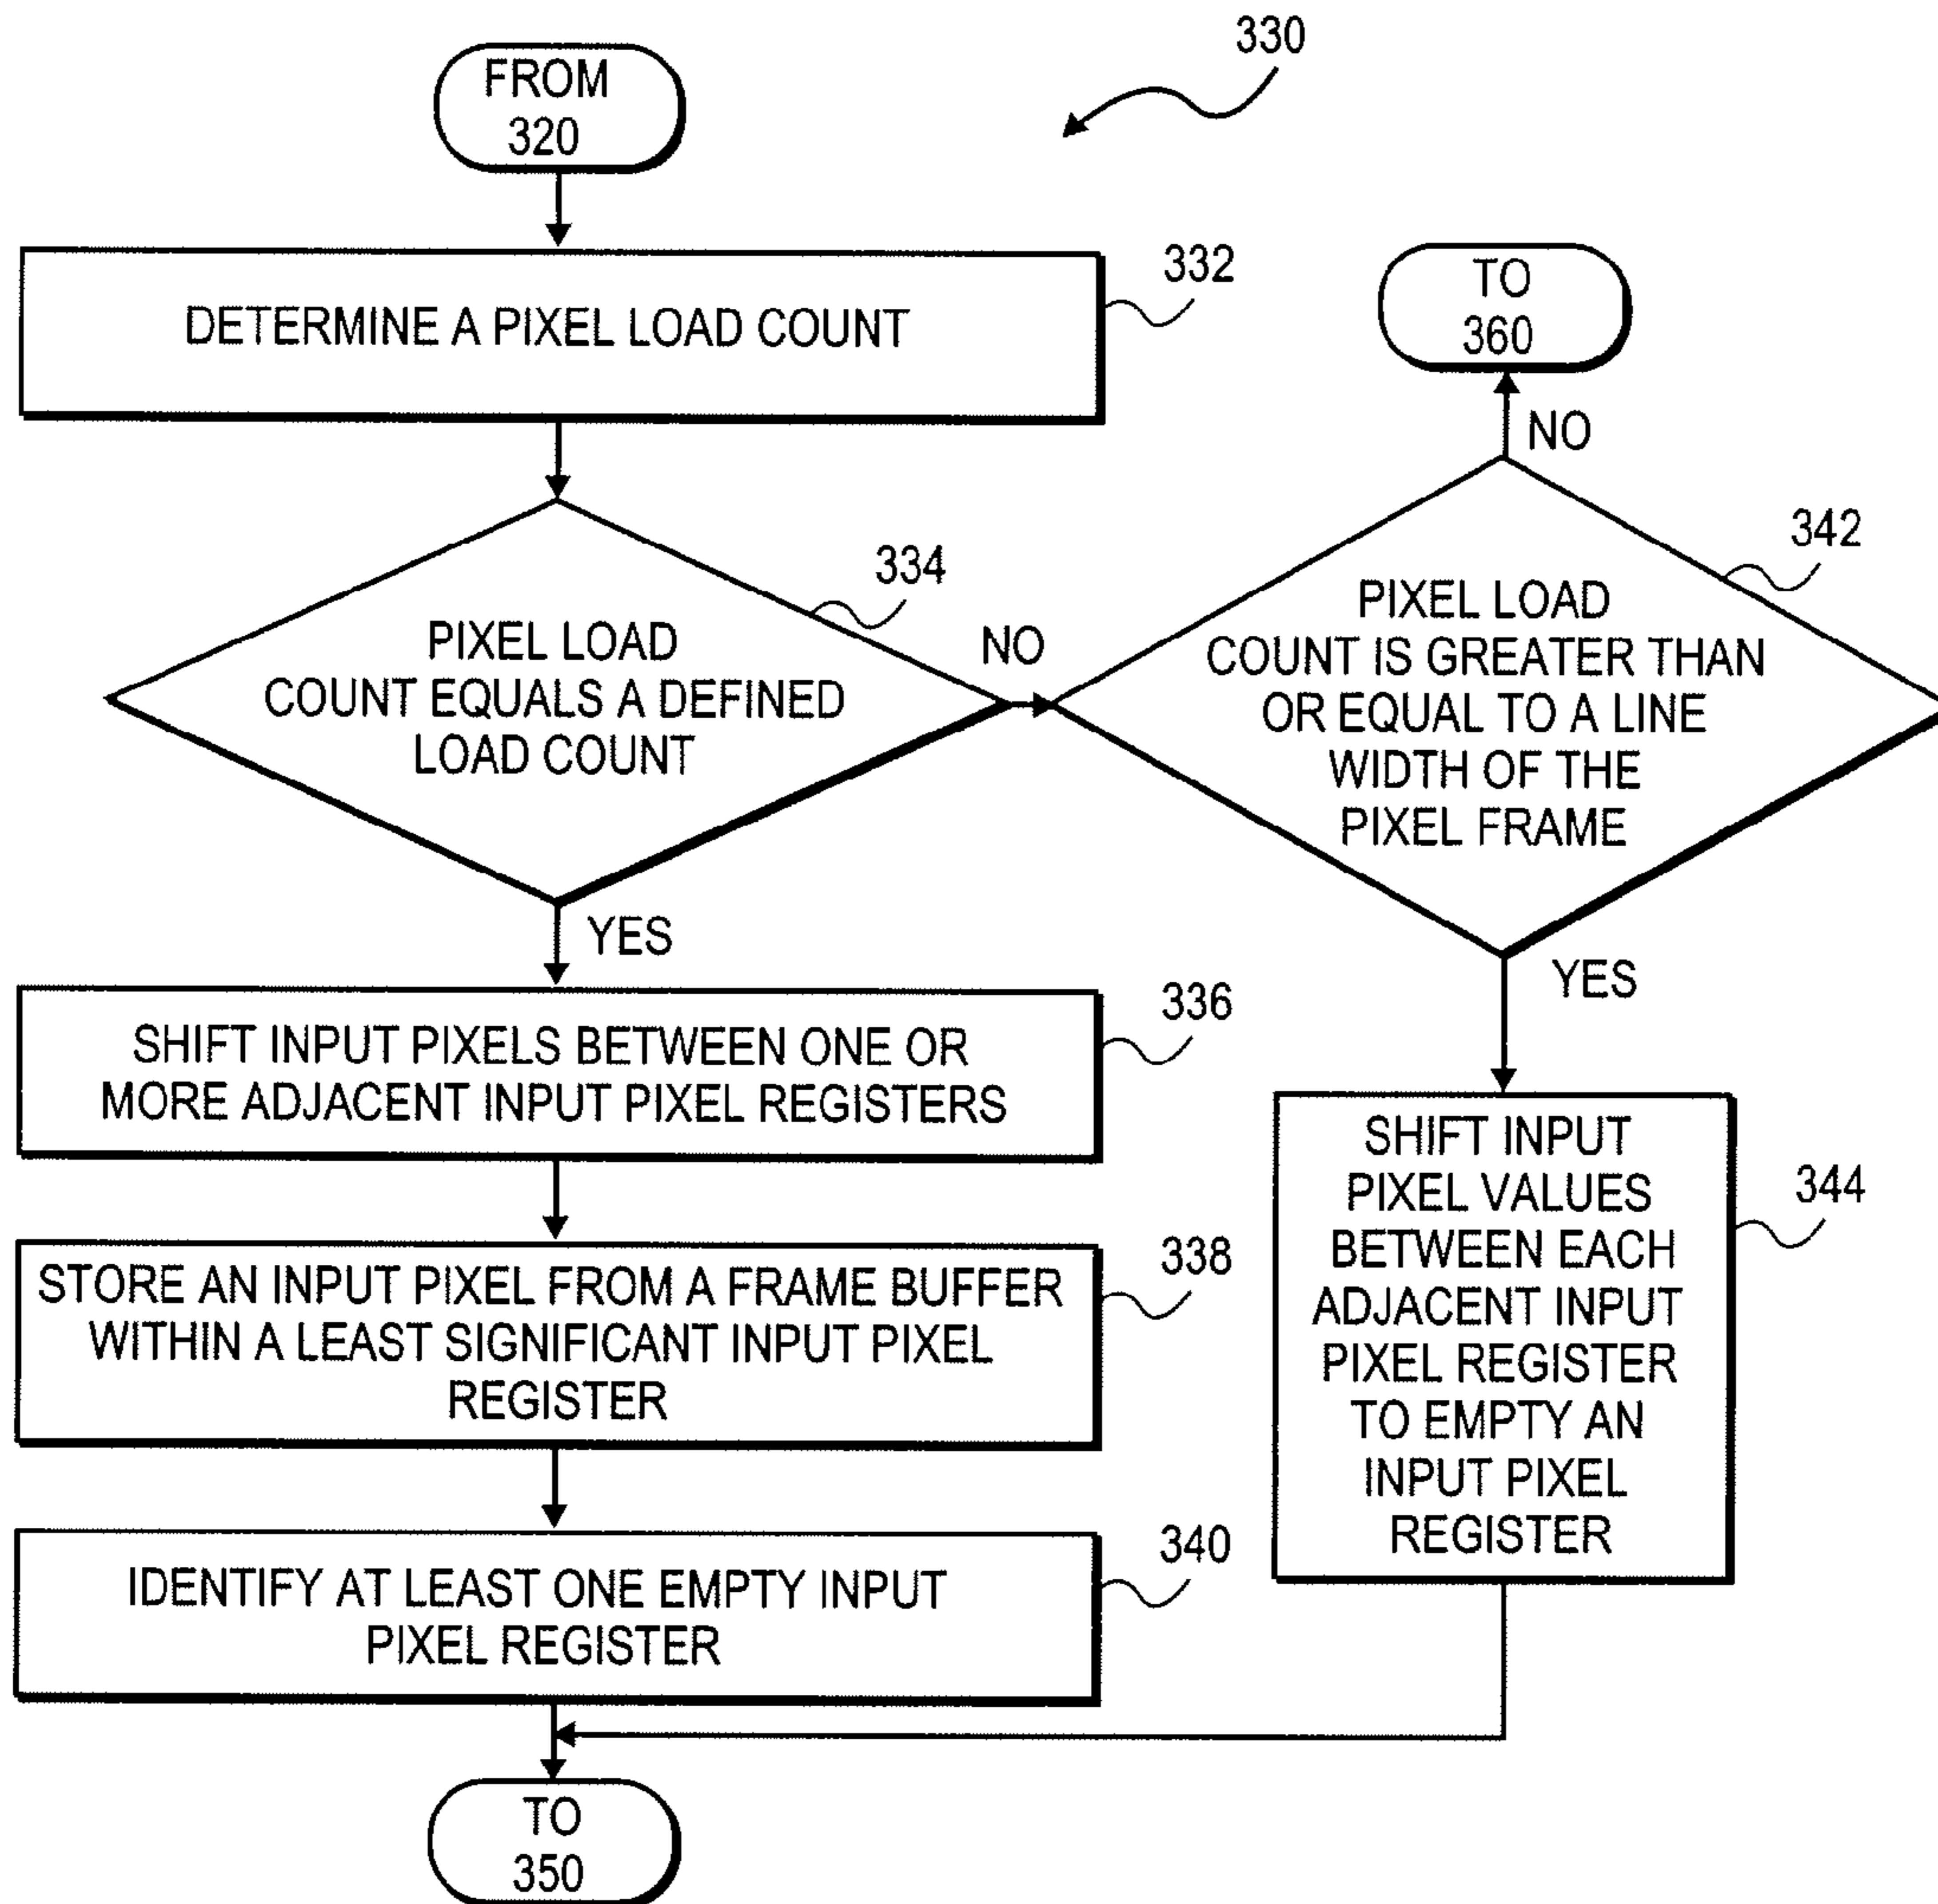 330
FROM
320
332
DETERMINE A PIXEL LOAD COUNT
TO
360
NO
334
PIXEL LOAD
COUNT EQUALS A DEFINED
LOAD COUNT
NO
342
PIXEL LOAD
COUNT IS GREATER THAN
OR EQUAL TO A LINE
WIDTH OF THE
PIXEL FRAME
YES
YES
336
SHIFT INPUT PIXELS BETWEEN ONE OR
MORE ADJACENT INPUT PIXEL REGISTERS
338
STORE AN INPUT PIXEL FROM A FRAME BUFFER
WITHIN A LEAST SIGNIFICANT INPUT PIXEL
REGISTER
340
IDENTIFY AT LEAST ONE EMPTY INPUT
PIXEL REGISTER
344
SHIFT INPUT
PIXEL VALUES
BETWEEN EACH
ADJACENT INPUT
PIXEL REGISTER
TO EMPTY AN
INPUT PIXEL
REGISTER
TO
350